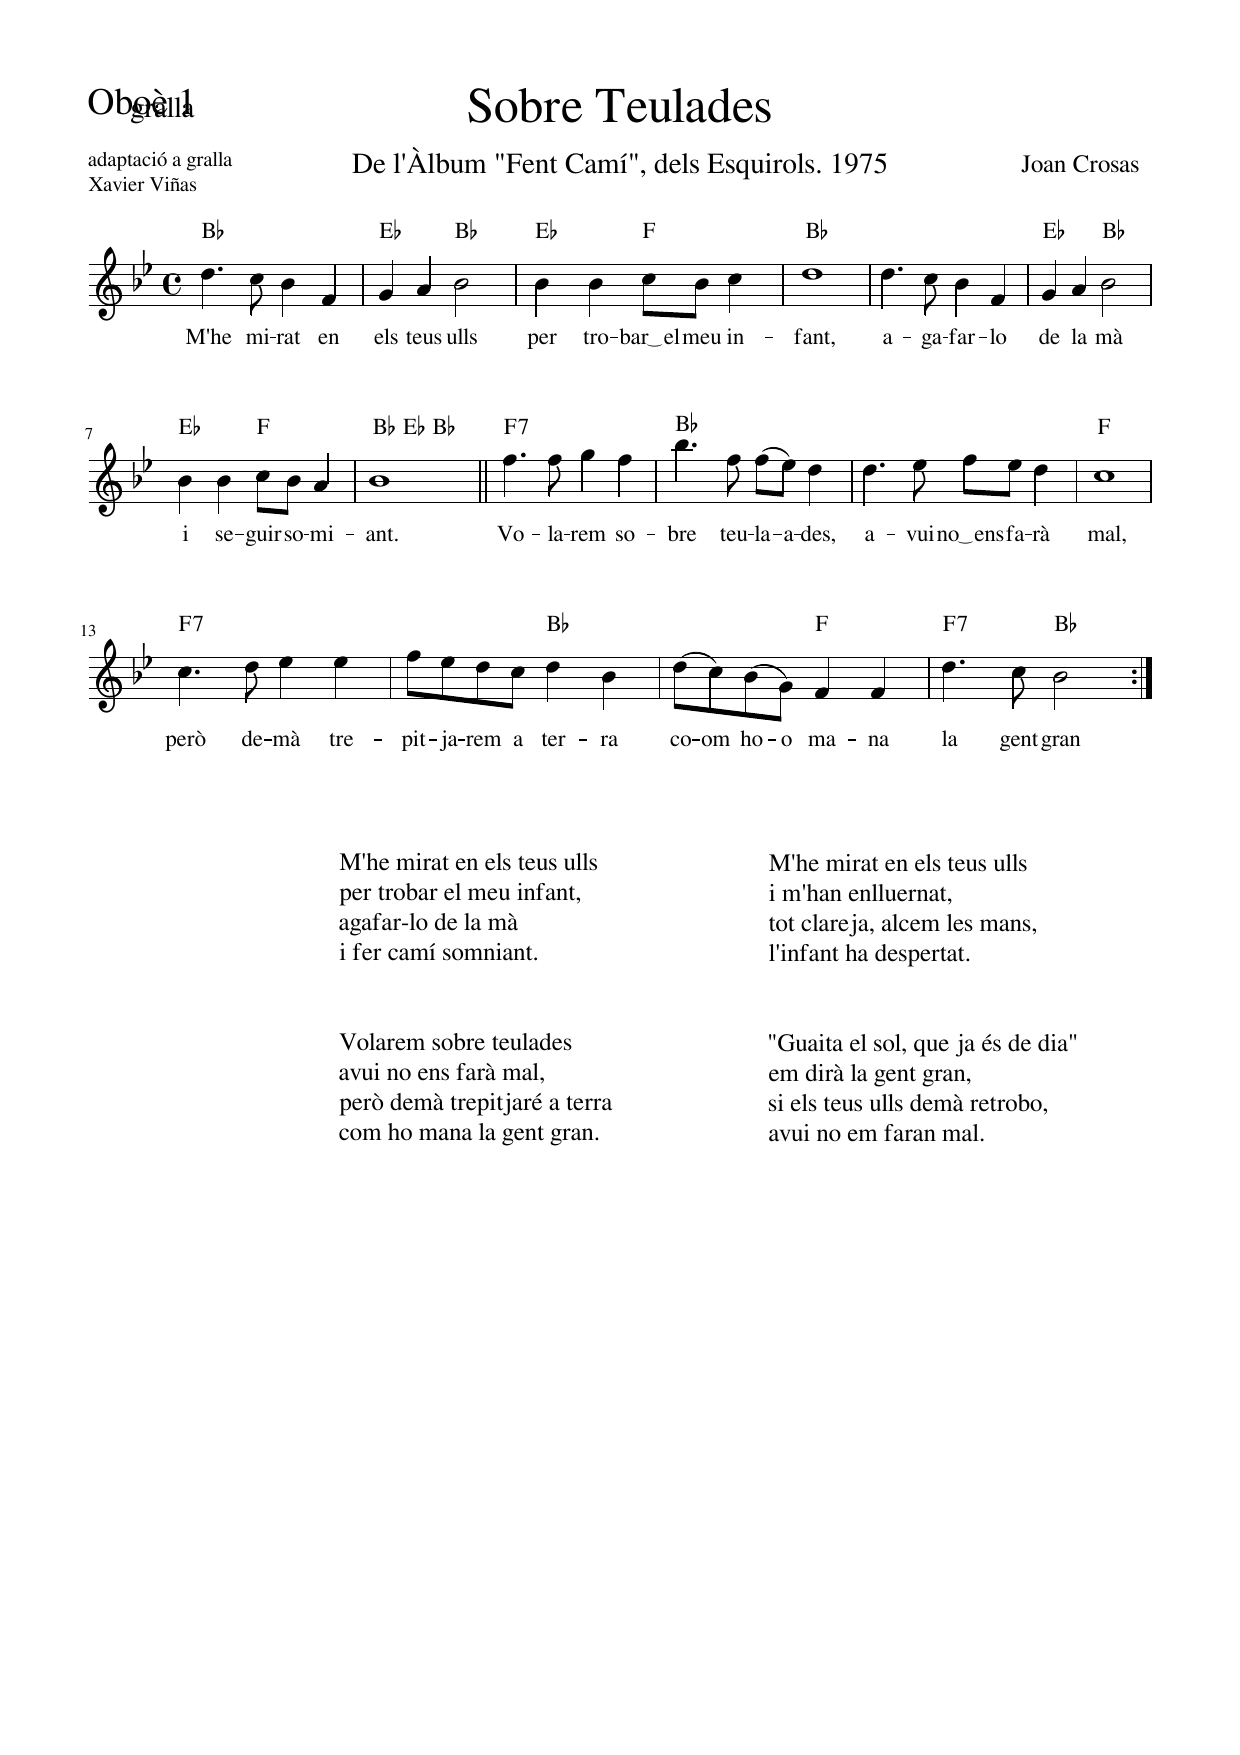 Oboè 1
gralla
Sobre Teulades
adaptació a gralla
Xavier Viñas
De l'Àlbum "Fent Camí", dels Esquirols. 1975
Joan Crosas
B♭ E♭ B♭ E♭ F B♭ E♭ B♭
M'he mi-rat en els teus ulls per tro-bar‿el meu in-fant, a-ga-far-lo de la mà
7
E♭ F B♭ E♭ B♭ F7 B♭ F
i se-guir so-mi-ant. Vo-la-rem so-bre teu-la-a-des, a-vui no‿ens fa-rà mal,
13
F7 B♭ F F7 B♭
però de-mà tre-pit-ja-rem a ter-ra co-om ho-o ma-na la gent gran
M'he mirat en els teus ulls
per trobar el meu infant,
agafar-lo de la mà
i fer camí somniant.
Volarem sobre teulades
avui no ens farà mal,
però demà trepitjaré a terra
com ho mana la gent gran.
M'he mirat en els teus ulls
i m'han enlluernat,
tot clareja, alcem les mans,
l'infant ha despertat.
"Guaita el sol, que ja és de dia"
em dirà la gent gran,
si els teus ulls demà retrobo,
avui no em faran mal.